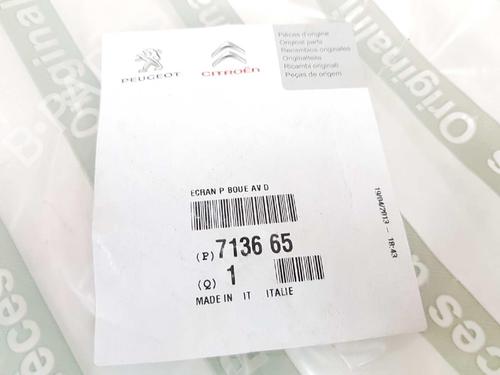 PEUGEOT
CITROËN
Pièces d'origine
Original parts
Recambios originales
Originalteile
Ricambi originali
Peças de origem
ECRAN P BOUE AV D
(P) 7136 65
(Q) 1
MADE IN IT ITALIE
19/04/2013 - 18:43
Original